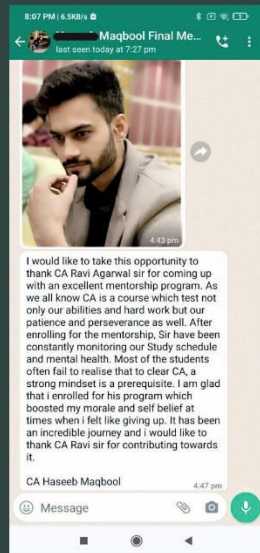 8:07 PM | 6.5KB/s
Maqbool Final Me...
last seen today at 7:27 pm
4:43 pm
I would like to take this opportunity to
thank CA Ravi Agarwal sir for coming up
with an excellent mentorship program. As
we all know CA is a course which test not
only our abilities and hard work but our
patience and perseverance as well. After
enrolling for the mentorship, Sir have been
constantly monitoring our Study schedule
and mental health. Most of the students
often fail to realise that to clear CA, a
strong mindset is a prerequisite. I am glad
that i enrolled for his program which
boosted my morale and self belief at
times when i felt like giving up. It has been
an incredible journey and i would like to
thank CA Ravi sir for contributing towards
it.
CA Haseeb Maqbool
4:47 pm
Message